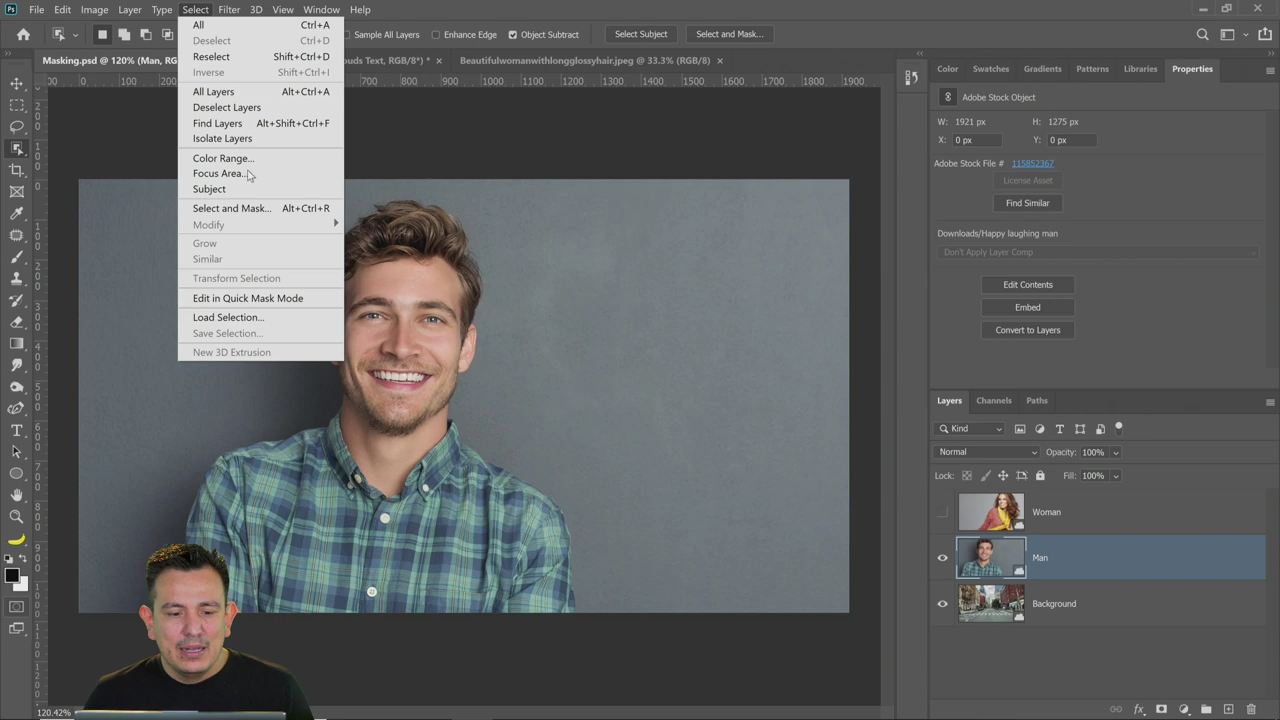 Ps File Edit Image Layer Type Select Filter 3D View Window Help
Sample All Layers Enhance Edge Object Subtract Select Subject Select and Mask...
Masking.psd @ 120% (Man, RG ouds Text, RGB/8*) * × Beautifulwomanwithlongglossyhair.jpeg @ 33.3% (RGB/8) ×
All Ctrl+A
Deselect Ctrl+D
Reselect Shift+Ctrl+D
Inverse Shift+Ctrl+I
All Layers Alt+Ctrl+A
Deselect Layers
Find Layers Alt+Shift+Ctrl+F
Isolate Layers
Color Range...
Focus Area...
Subject
Select and Mask... Alt+Ctrl+R
Modify
Grow
Similar
Transform Selection
Edit in Quick Mask Mode
Load Selection...
Save Selection...
New 3D Extrusion
00 100 200 700 800 900 1000 1100 1200 1300 1400 1500 1600 1700 1800 1900
Color Swatches Gradients Patterns Libraries Properties
Adobe Stock Object
W: 1921 px H: 1275 px
X: 0 px Y: 0 px
Adobe Stock File # 115852367
License Asset
Find Similar
Downloads/Happy laughing man
Don't Apply Layer Comp
Edit Contents
Embed
Convert to Layers
Layers Channels Paths
Kind
Normal Opacity: 100%
Lock: Fill: 100%
Woman
Man
Background
120.42%